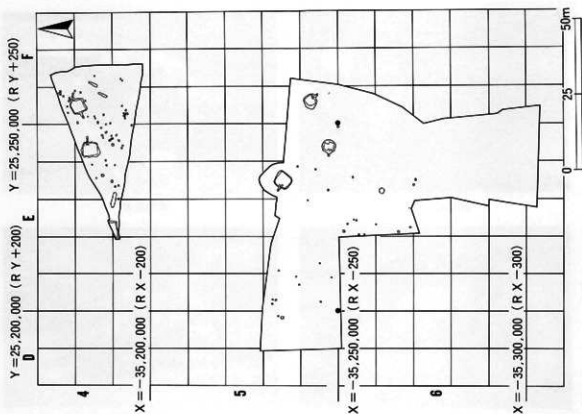 Y=25,200,000 (RY+200)
Y=25,250,000 (RY+250)
D
E
F
4
X=-35,200,000 (RX-200)
5
X=-35,250,000 (RX-250)
6
X=-35,300,000 (RX-300)
0
25
50m